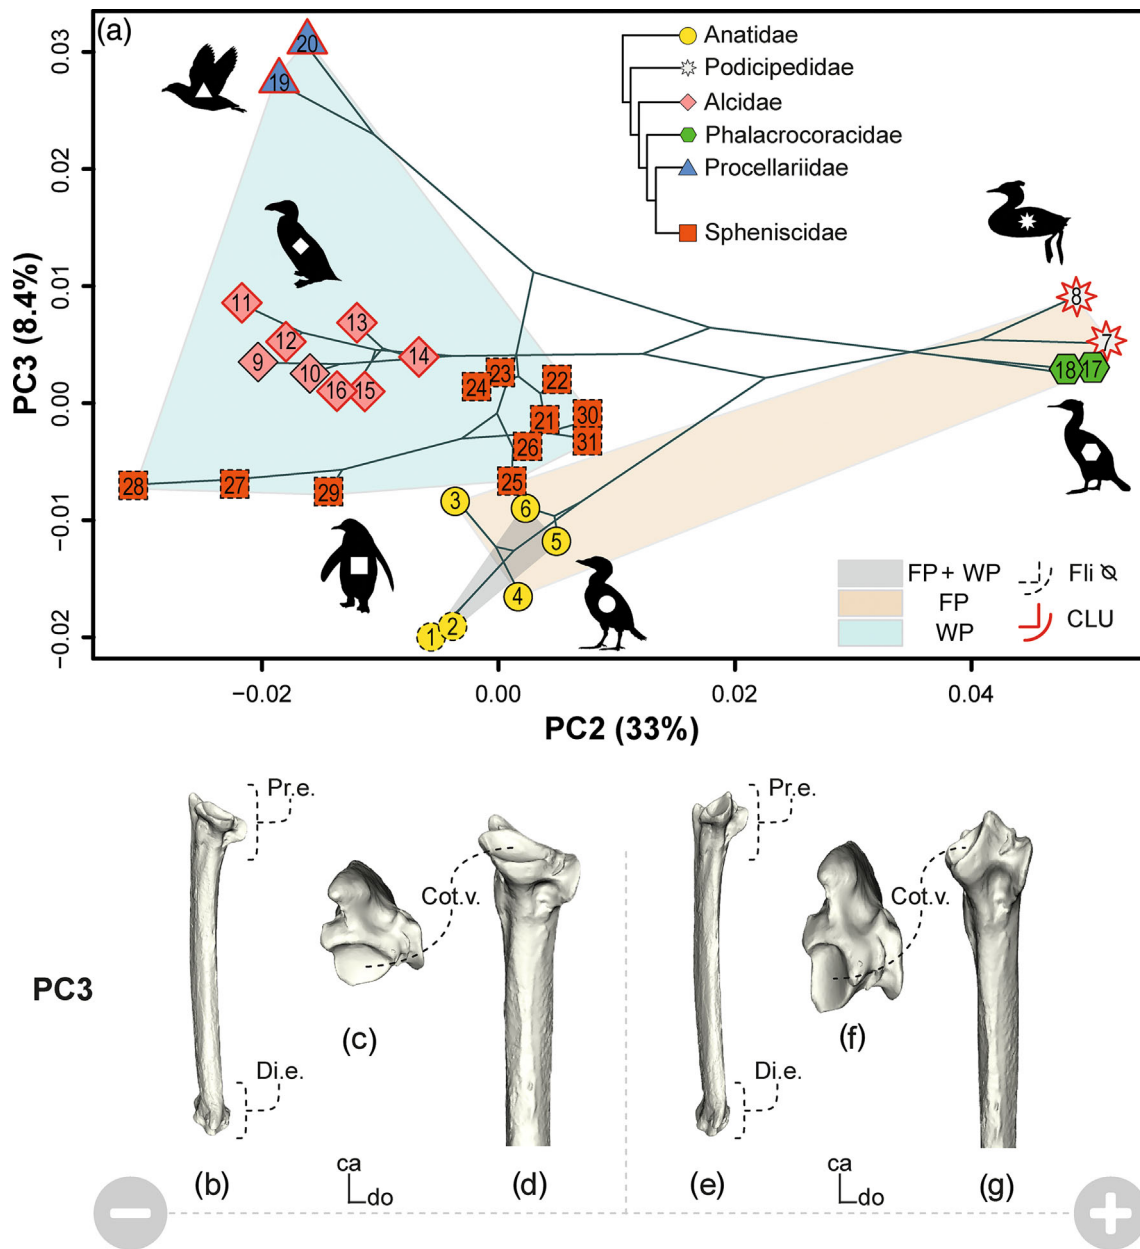 (a)
0.03
0.02
0.01
0.00
−0.01
−0.02
PC3 (8.4%)
Anatidae
Podicipedidae
Alcidae
Phalacrocoracidae
Procellariidae
Spheniscidae
20
19
11
12
13
9
10
14
16
15
23
24
22
21
30
31
26
25
28
27
29
3
6
5
4
2
1
8
7
18
17
FP + WP
FP
WP
Fli
CLU
−0.02
0.00
0.02
0.04
PC2 (33%)
Pr.e.
Cot.v.
Di.e.
Pr.e.
Cot.v.
Di.e.
PC3
(b)
(c)
(d)
(e)
(f)
(g)
ca
do
ca
do
−
+